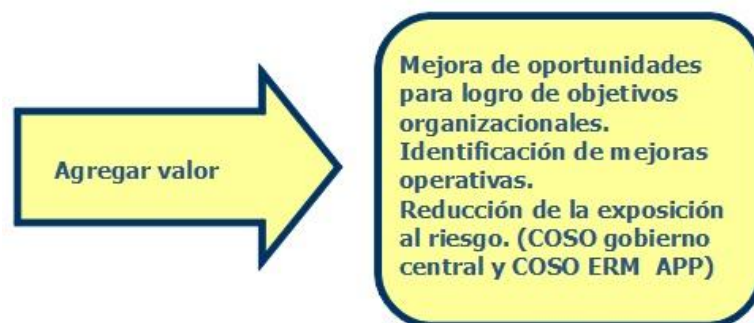 Agregar valor
Mejora de oportunidades
para logro de objetivos
organizacionales.
Identificación de mejoras
operativas.
Reducción de la exposición
al riesgo. (COSO gobierno
central y COSO ERM APP)